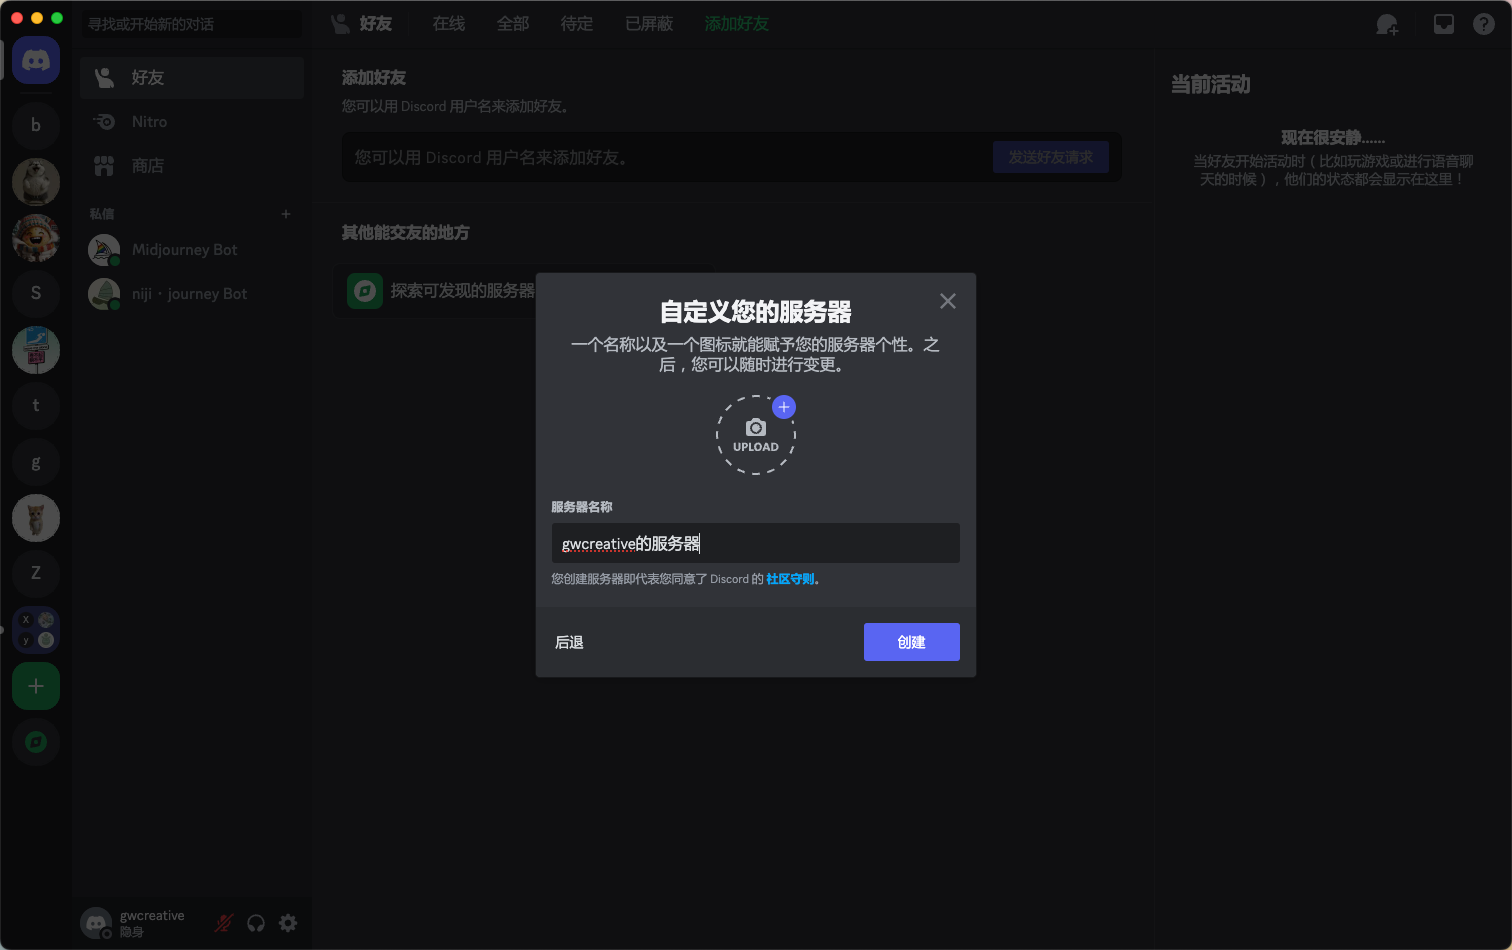 寻找或开始新的对话
好友
在线
全部
待定
已屏蔽
添加好友
b
S
t
g
Z
X
y
好友
Nitro
商店
私信
Midjourney Bot
niji・journey Bot
gwcreative
隐身
添加好友
您可以用 Discord 用户名来添加好友。
您可以用 Discord 用户名来添加好友。
发送好友请求
其他能交友的地方
探索可发现的服务器
当前活动
现在很安静......
当好友开始活动时（比如玩游戏或进行语音聊
天的时候），他们的状态都会显示在这里！
自定义您的服务器
一个名称以及一个图标就能赋予您的服务器个性。之
后，您可以随时进行变更。
UPLOAD
服务器名称
gwcreative的服务器
您创建服务器即代表您同意了 Discord 的 社区守则。
后退
创建